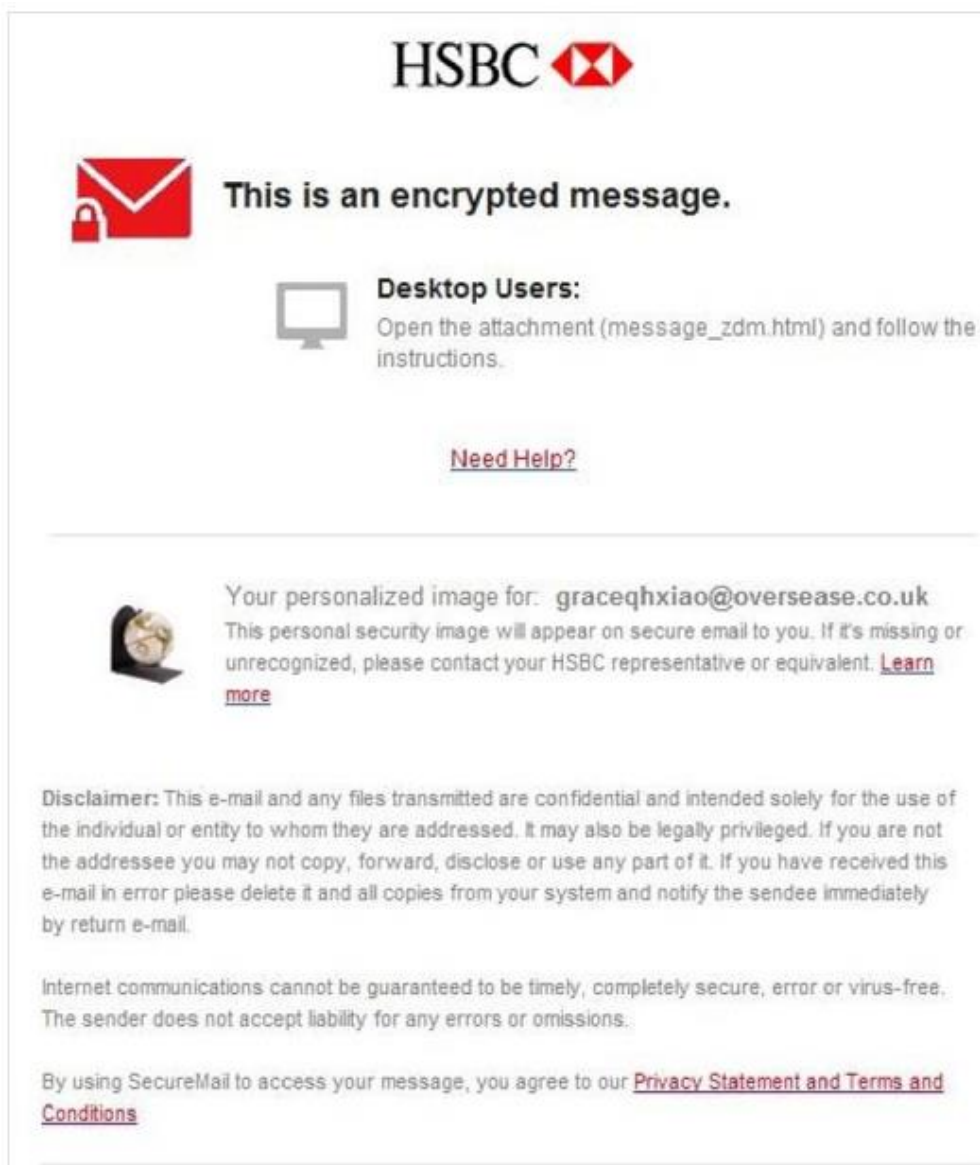 HSBC
This is an encrypted message.
Desktop Users:
Open the attachment (message_zdm.html) and follow the
instructions.
Need Help?
Your personalized image for: graceqhxiao@oversease.co.uk
This personal security image will appear on secure email to you. If it's missing or
unrecognized, please contact your HSBC representative or equivalent. Learn
more
Disclaimer: This e-mail and any files transmitted are confidential and intended solely for the use of
the individual or entity to whom they are addressed. It may also be legally privileged. If you are not
the addressee you may not copy, forward, disclose or use any part of it. If you have received this
e-mail in error please delete it and all copies from your system and notify the sendee immediately
by return e-mail.
Internet communications cannot be guaranteed to be timely, completely secure, error or virus-free.
The sender does not accept liability for any errors or omissions.
By using SecureMail to access your message, you agree to our Privacy Statement and Terms and
Conditions